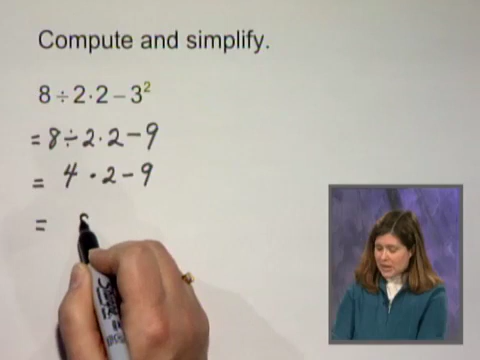 Compute and simplify.
8 ÷ 2 · 2 − 3²
= 8 ÷ 2 · 2 − 9
= 4 · 2 − 9
=